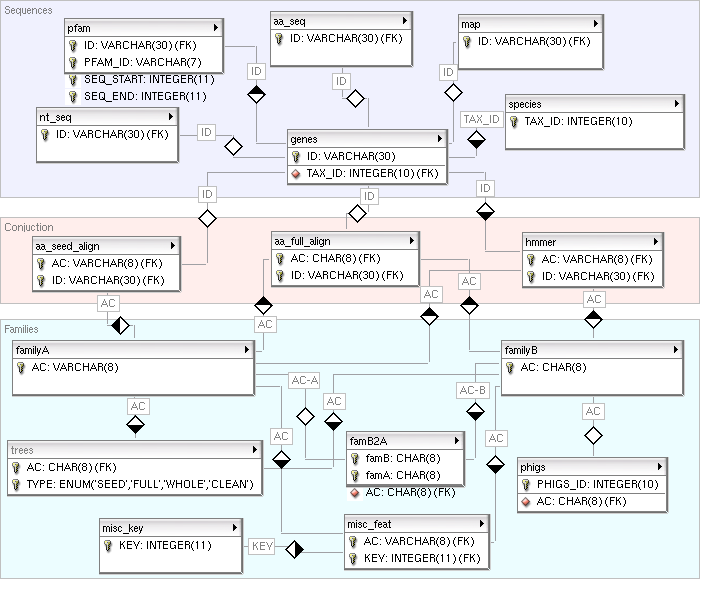 Sequences
pfam
ID: VARCHAR(30) (FK)
PFAM_ID: VARCHAR(7)
SEQ_START: INTEGER(11)
SEQ_END: INTEGER(11)
aa_seq
ID: VARCHAR(30) (FK)
map
ID: VARCHAR(30) (FK)
ID
ID
ID
nt_seq
ID: VARCHAR(30) (FK)
ID
species
TAX_ID: INTEGER(10)
TAX_ID
genes
ID: VARCHAR(30)
TAX_ID: INTEGER(10) (FK)
ID
ID
ID
Conjuction
aa_seed_align
AC: VARCHAR(8) (FK)
ID: VARCHAR(30) (FK)
aa_full_align
AC: CHAR(8) (FK)
ID: VARCHAR(30) (FK)
hmmer
AC: VARCHAR(8) (FK)
ID: VARCHAR(30) (FK)
AC
AC
AC
AC
AC
Families
familyA
AC: VARCHAR(8)
familyB
AC: CHAR(8)
AC-A
AC-B
AC
AC
AC
AC
AC
trees
AC: CHAR(8) (FK)
TYPE: ENUM('SEED','FULL','WHOLE','CLEAN')
famB2A
famB: CHAR(8)
famA: CHAR(8)
AC: CHAR(8) (FK)
phigs
PHIGS_ID: INTEGER(10)
AC: CHAR(8) (FK)
misc_key
KEY: INTEGER(11)
KEY
misc_feat
AC: VARCHAR(8) (FK)
KEY: INTEGER(11) (FK)